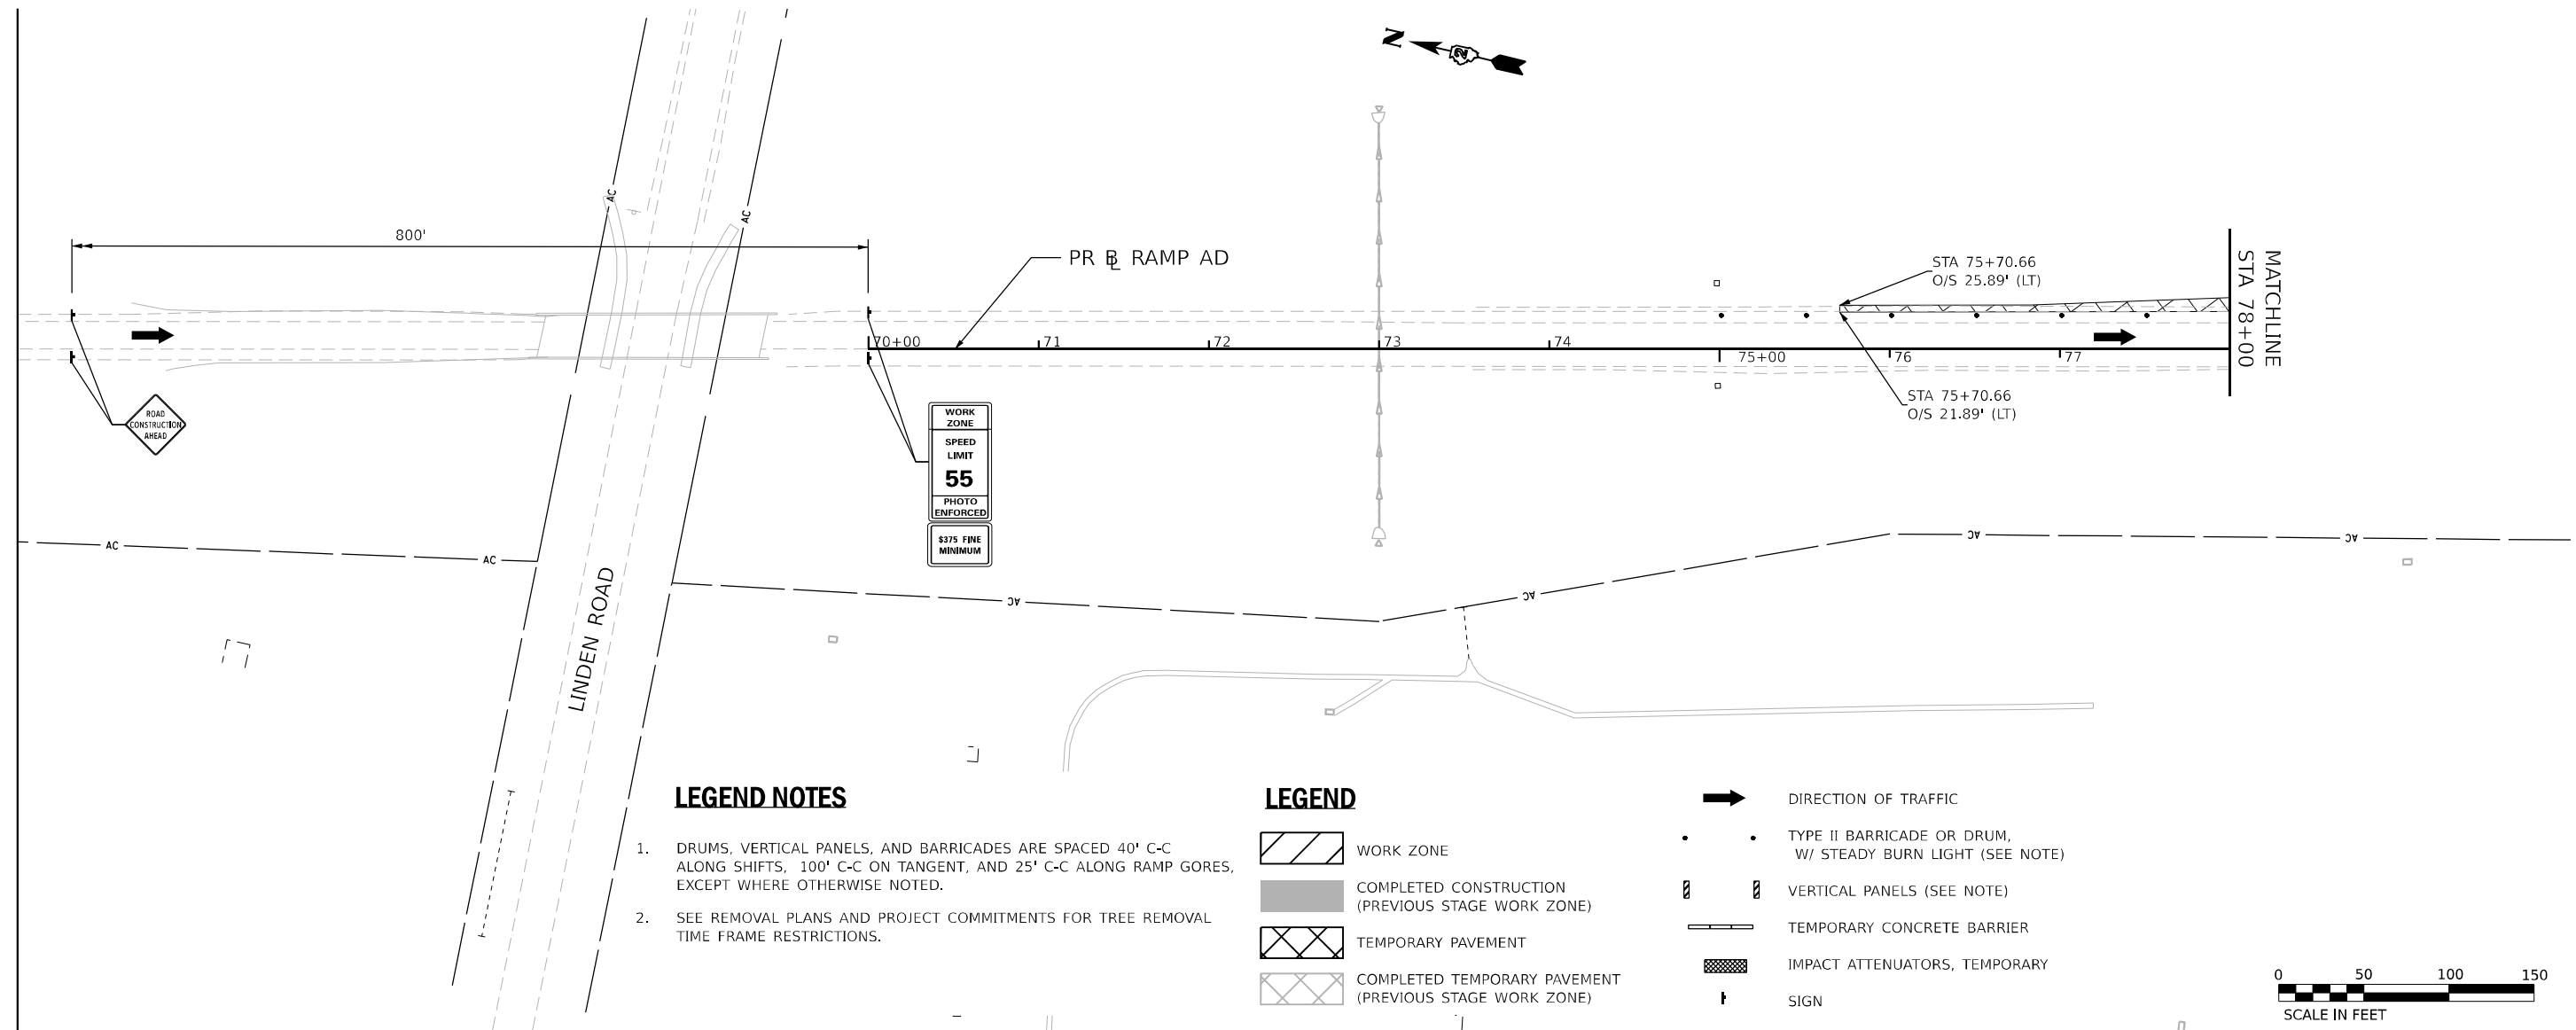 N
2
800'
AC
AC
PR BL RAMP AD
STA 75+70.66
O/S 25.89' (LT)
MATCHLINE
STA 78+00
70+00
71
72
73
74
75+00
76
77
STA 75+70.66
O/S 21.89' (LT)
ROAD
CONSTRUCTION
AHEAD
WORK
ZONE
SPEED
LIMIT
55
PHOTO
ENFORCED
$375 FINE
MINIMUM
AC
AC
AC
AC
AC
AC
LINDEN ROAD
LEGEND NOTES
1. DRUMS, VERTICAL PANELS, AND BARRICADES ARE SPACED 40' C-C
ALONG SHIFTS, 100' C-C ON TANGENT, AND 25' C-C ALONG RAMP GORES,
EXCEPT WHERE OTHERWISE NOTED.
2. SEE REMOVAL PLANS AND PROJECT COMMITMENTS FOR TREE REMOVAL
TIME FRAME RESTRICTIONS.
LEGEND
WORK ZONE
COMPLETED CONSTRUCTION
(PREVIOUS STAGE WORK ZONE)
TEMPORARY PAVEMENT
COMPLETED TEMPORARY PAVEMENT
(PREVIOUS STAGE WORK ZONE)
DIRECTION OF TRAFFIC
TYPE II BARRICADE OR DRUM,
W/ STEADY BURN LIGHT (SEE NOTE)
VERTICAL PANELS (SEE NOTE)
TEMPORARY CONCRETE BARRIER
IMPACT ATTENUATORS, TEMPORARY
SIGN
0 50 100 150
SCALE IN FEET